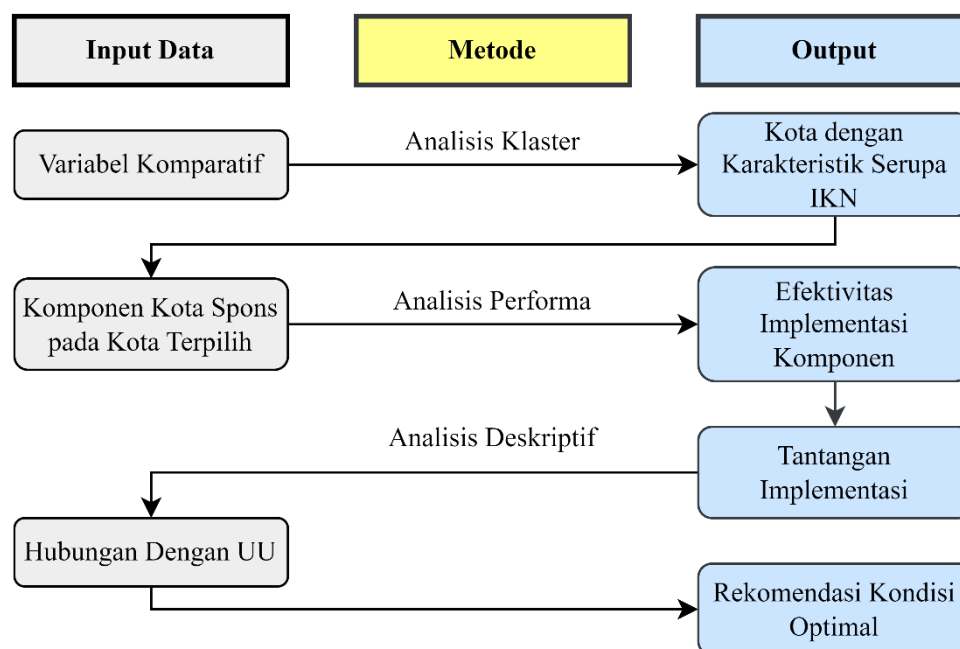 Input Data
Metode
Output
Variabel Komparatif
Analisis Klaster
Kota dengan
Karakteristik Serupa
IKN
Komponen Kota Spons
pada Kota Terpilih
Analisis Performa
Efektivitas
Implementasi
Komponen
Analisis Deskriptif
Tantangan
Implementasi
Hubungan Dengan UU
Rekomendasi Kondisi
Optimal